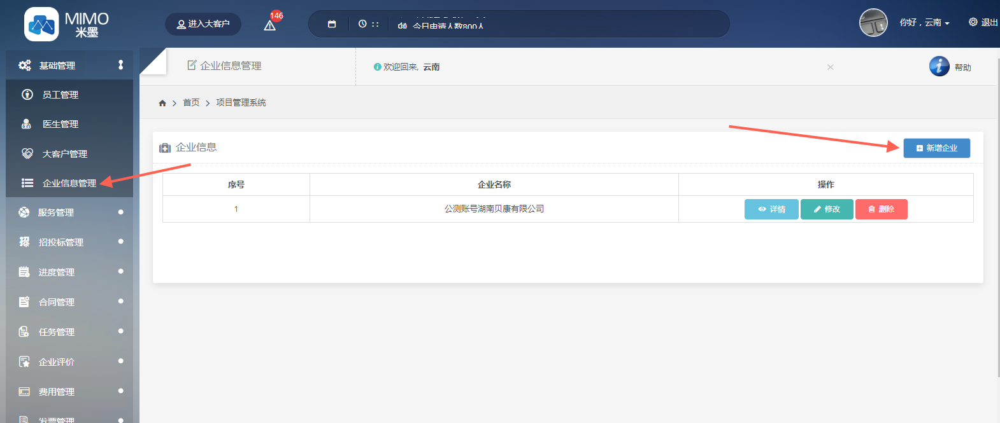 MIMO
米墨
进入大客户
146
: :
今日申请人数800人
你好，云南
退出
基础管理
员工管理
医生管理
大客户管理
企业信息管理
服务管理
招投标管理
进度管理
合同管理
任务管理
企业评价
费用管理
发票管理
企业信息管理
欢迎回来, 云南
×
帮助
首页
项目管理系统
企业信息
新增企业
序号 企业名称 操作
1 公测账号湖南贝康有限公司 详情 修改 删除